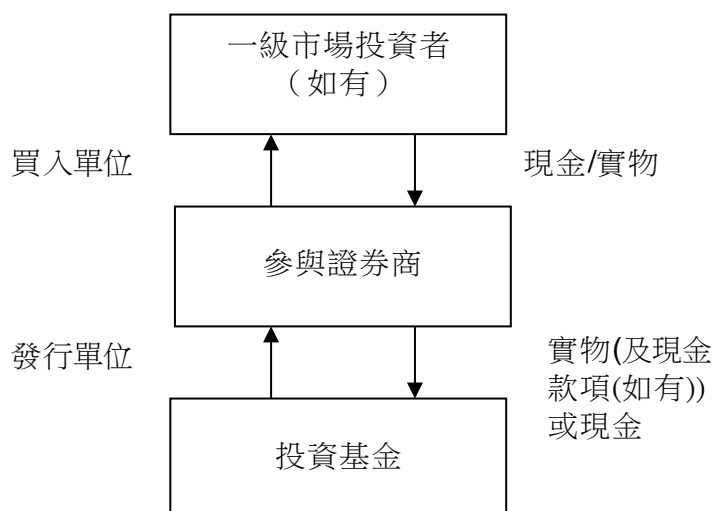 一級市場投資者
（如有）
買入單位
現金/實物
參與證券商
發行單位
實物(及現金
款項(如有))
或現金
投資基金